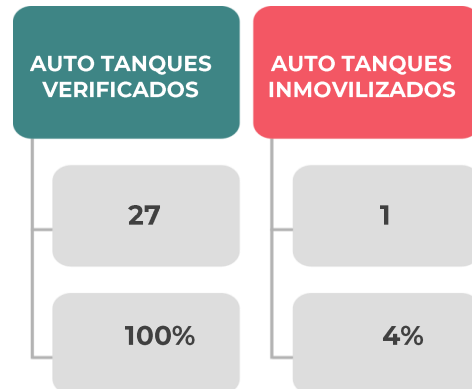 AUTO TANQUES
VERIFICADOS
27
100%
AUTO TANQUES
INMOVILIZADOS
1
4%